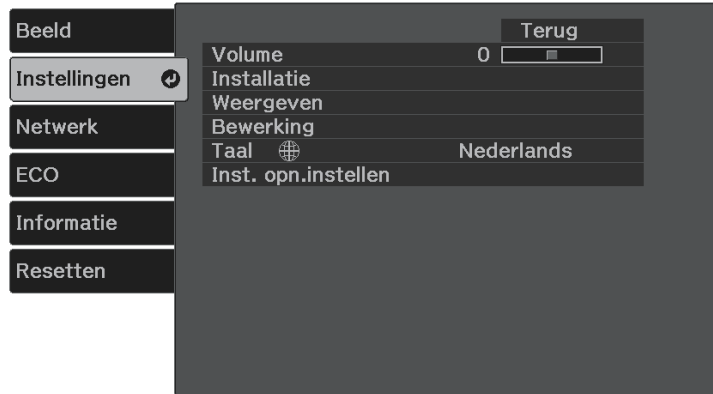 Beeld
Instellingen
Netwerk
ECO
Informatie
Resetten
Terug
Volume 0
Installatie
Weergeven
Bewerking
Taal Nederlands
Inst. opn.instellen